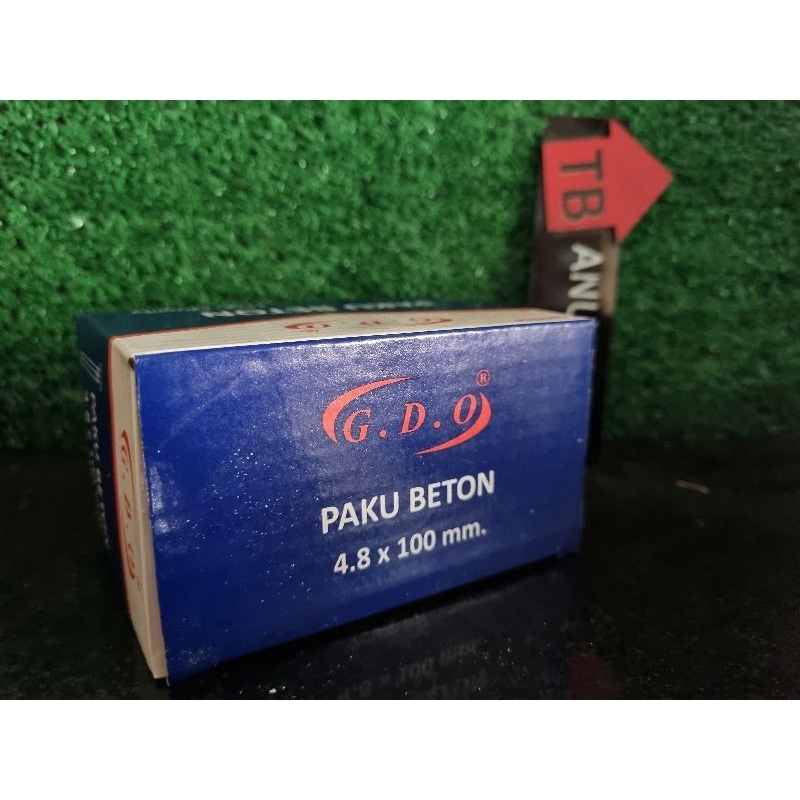 G.D.O®
PAKU BETON
4.8 x 100 mm.
G.D.O
TB